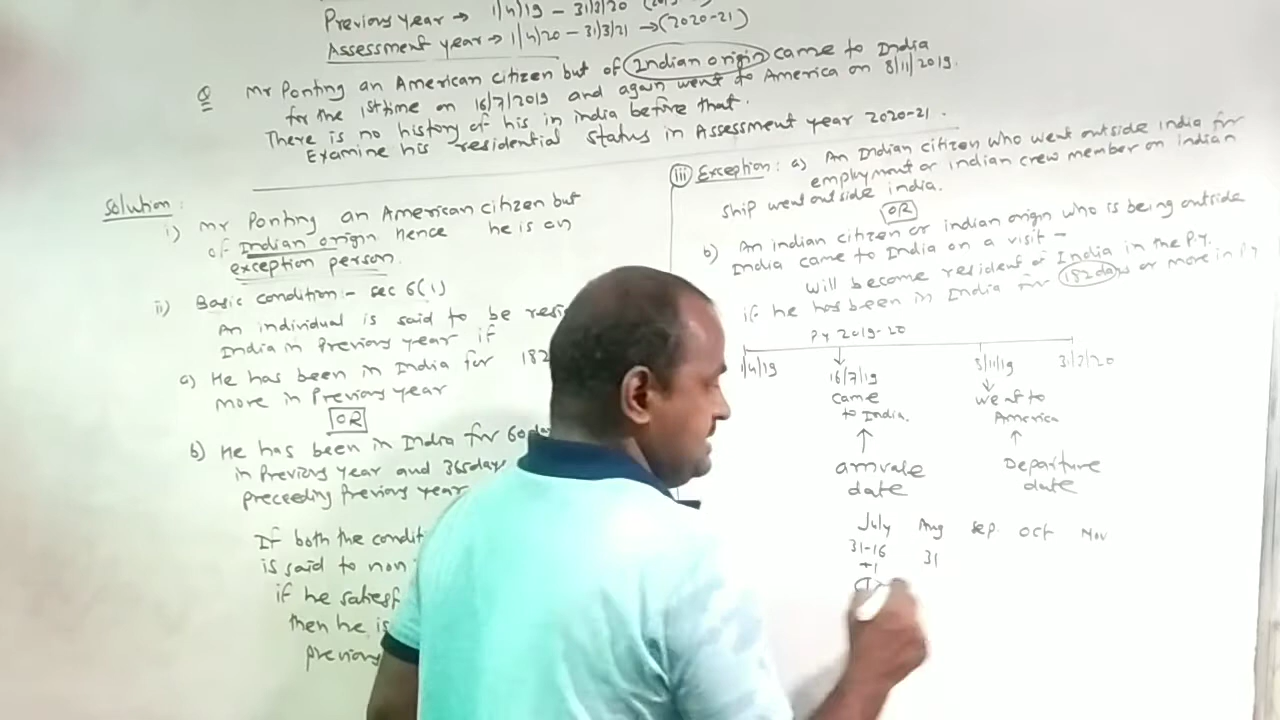 Previous year → 1/4/19 - 31/3/20
Assessment year → 1/4/20 - 31/3/21 → (2020-21)
Q Mr Ponting an American citizen but of Indian origin came to India
for the 1st time on 16/7/2019 and again went to America on 8/11/2019.
There is no history of his in india before that.
Examine his residential status in Assessment year 2020-21.
Solution:
i) Mr Ponting an American citizen but
of Indian origin hence he is an
exception person.
ii) Basic condition - sec 6(1)
An individual is said to be
India in Previous year if
a) He has been in India for 182
more in Previous year
OR
b) He has been in India for 60
in Previous year and 365 days
preceeding Previous year
If both the
is said to non
if he
then he is
previous
iii Exception: a) An Indian citizen who went outside india for
employment or indian crew member on indian
ship went outside india.
OR
b) An indian citizen or indian origin who is being outside
India came to India on a visit -
will become resident of India in the P.Y.
if he has been in India for 182 days or more in
P.Y 2019-20
1/4/19 16/7/19 /11/19 31/3/20
came went to
to India. America
↑ ↑
arrivale Departure
date date
July Aug Sep Oct Nov
31-16 31
+1